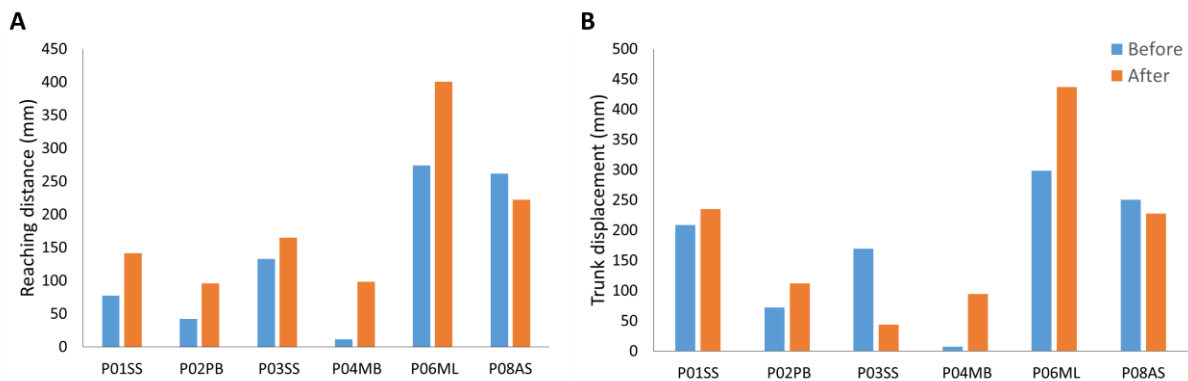 A
Reaching distance (mm)
450
400
350
300
250
200
150
100
50
0
P01SS P02PB P03SS P04MB P06ML P08AS
B
Trunk displacement (mm)
500
450
400
350
300
250
200
150
100
50
0
P01SS P02PB P03SS P04MB P06ML P08AS
Before
After